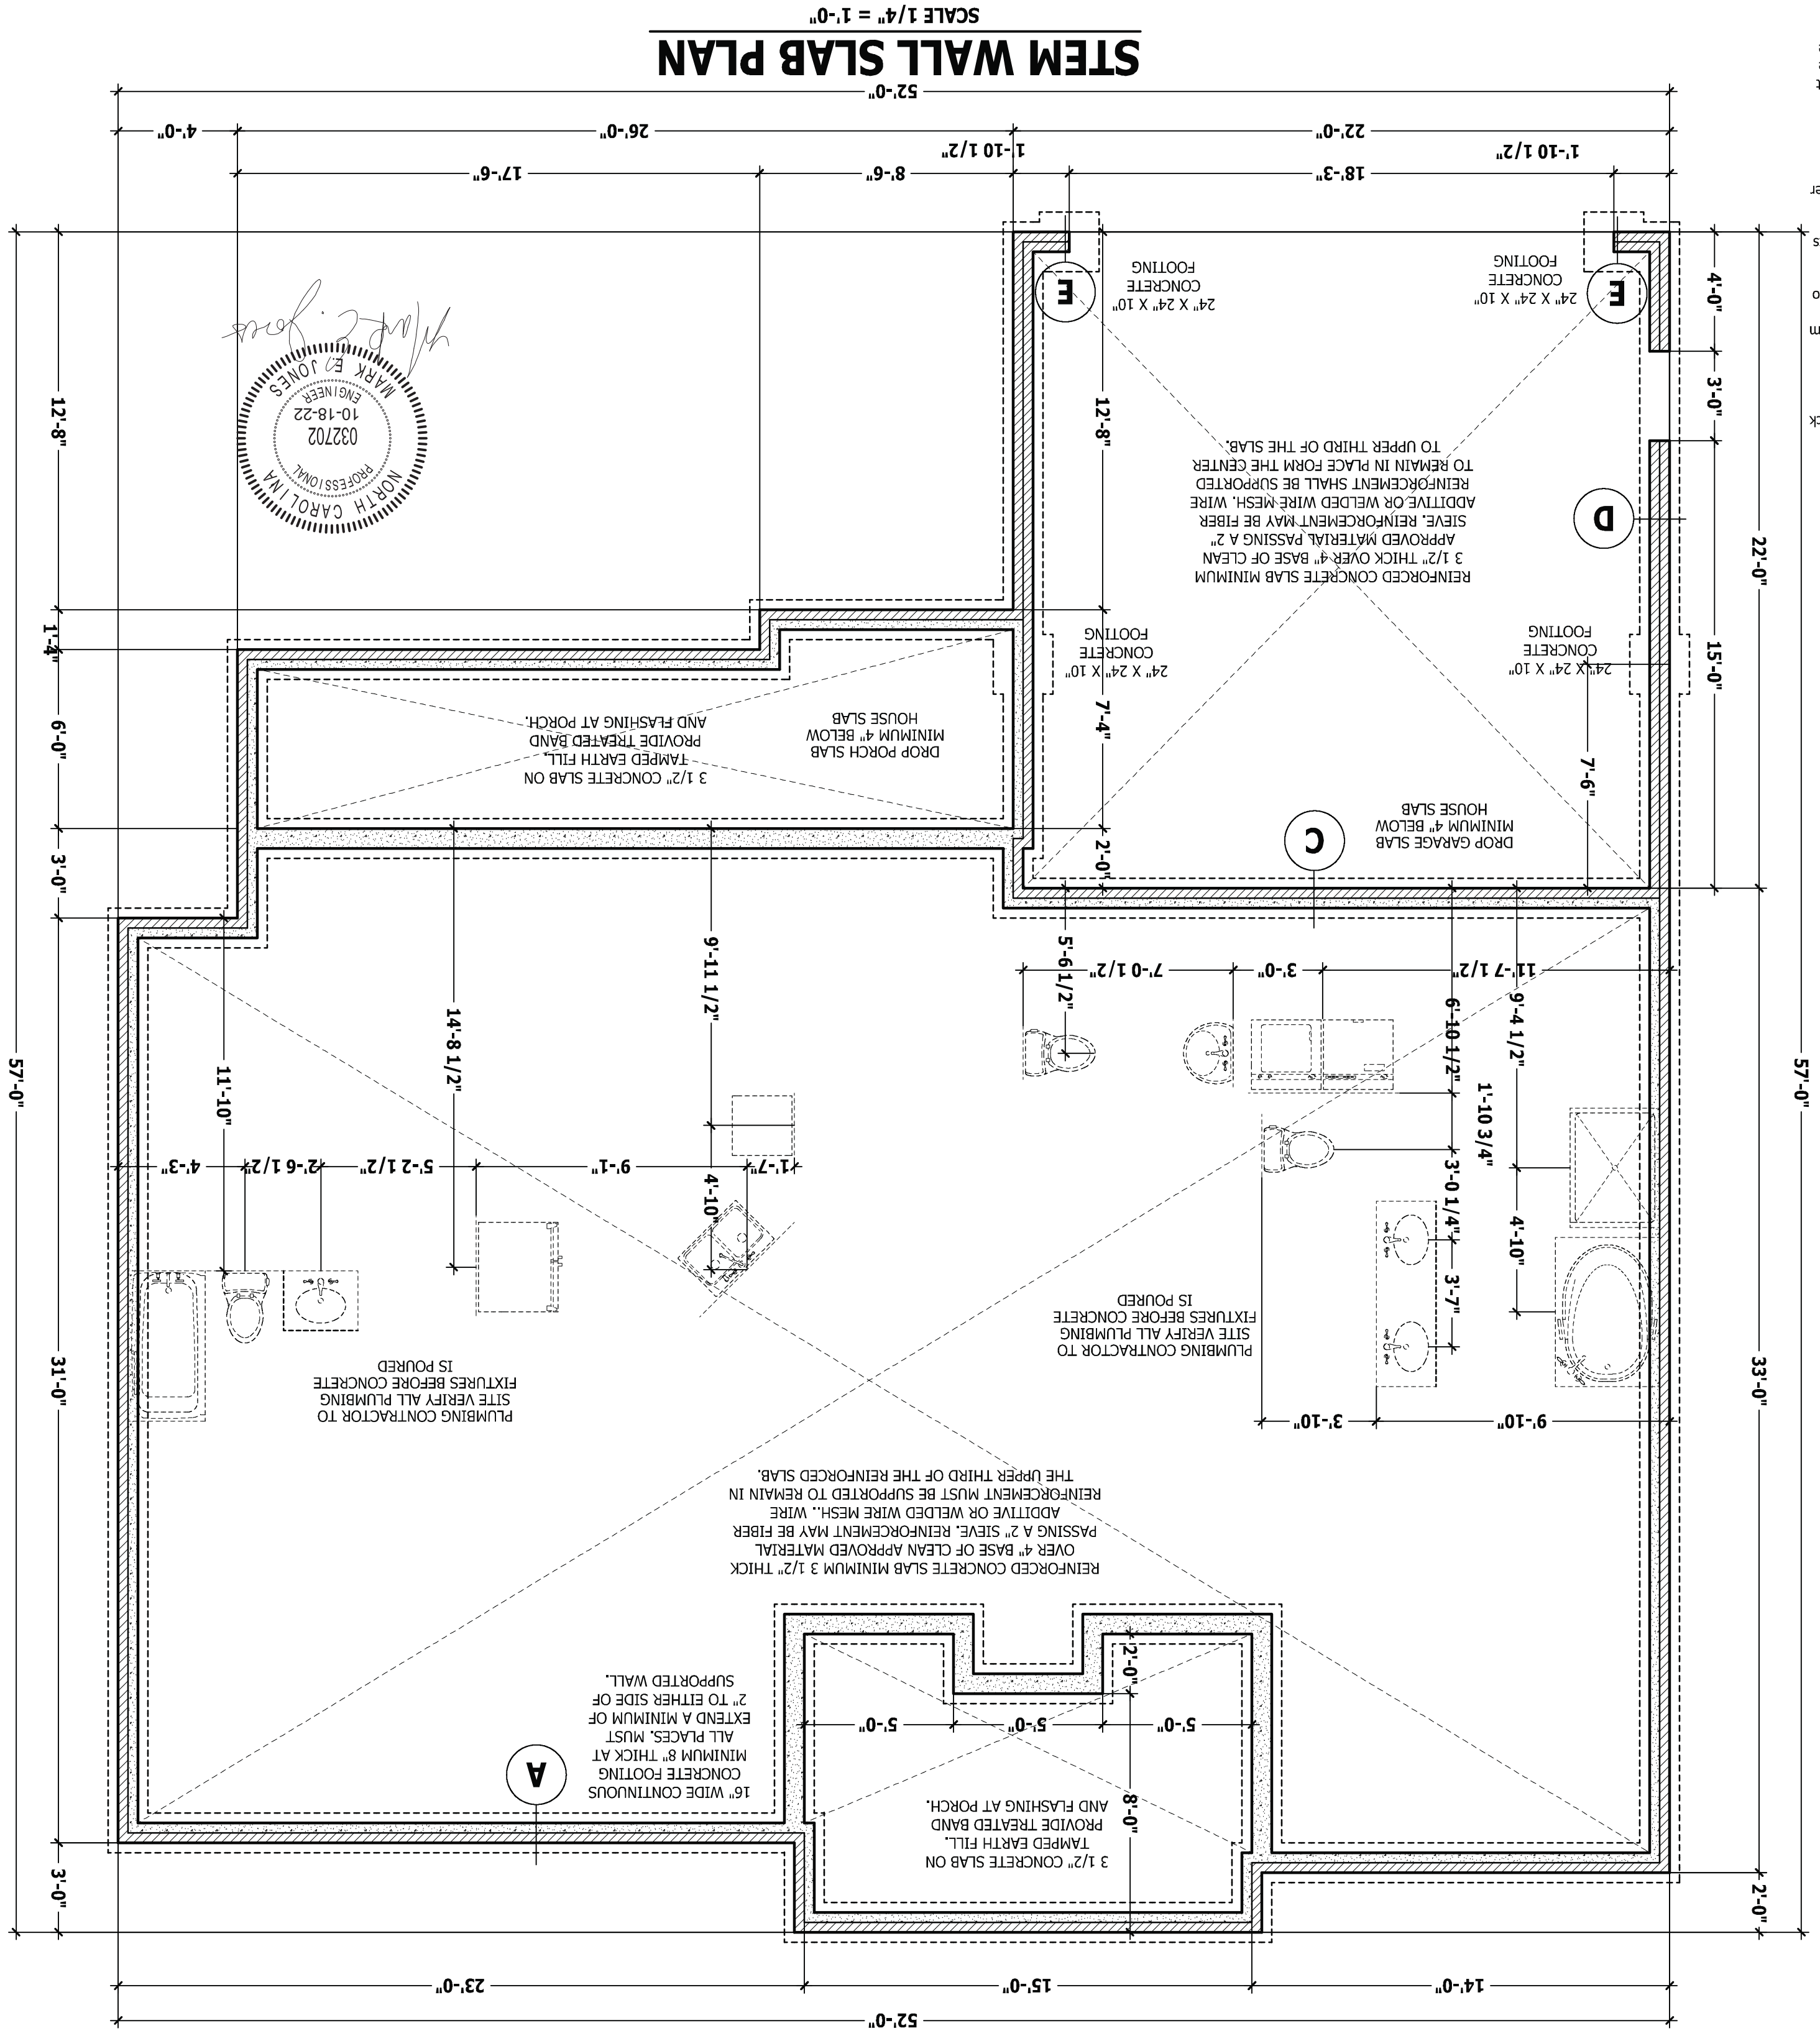 52'-0"
14'-0"
15'-0"
23'-0"
2'-0"
3'-0"
3 1/2" CONCRETE SLAB ON
TAMPED EARTH FILL.
PROVIDE TREATED BAND
AND FLASHING AT PORCH.
8'-0"
5'-0"
5'-0"
5'-0"
2'-0"
A
16" WIDE CONTINUOUS
CONCRETE FOOTING
MINIMUM 8" THICK AT
ALL PLACES. MUST
EXTEND A MINIMUM OF
2" TO EITHER SIDE OF
SUPPORTED WALL.
REINFORCED CONCRETE SLAB MINIMUM 3 1/2" THICK
OVER 4" BASE OF CLEAN APPROVED MATERIAL
PASSING A 2" SIEVE. REINFORCEMENT MAY BE FIBER
ADDITIVE OR WELDED WIRE MESH.. WIRE
REINFORCEMENT MUST BE SUPPORTED TO REMAIN IN
THE UPPER THIRD OF THE REINFORCED SLAB.
33'-0"
31'-0"
9'-10"
3'-10"
PLUMBING CONTRACTOR TO
SITE VERIFY ALL PLUMBING
FIXTURES BEFORE CONCRETE
IS POURED
PLUMBING CONTRACTOR TO
SITE VERIFY ALL PLUMBING
FIXTURES BEFORE CONCRETE
IS POURED
4'-10"
3'-7"
3'-0 1/4"
1'-10 3/4"
9'-4 1/2"
6'-10 1/2"
4'-10"
1'-7"
9'-1"
5'-2 1/2"
2'-6 1/2"
4'-3"
57'-0"
57'-0"
14'-8 1/2"
11'-10"
9'-11 1/2"
11'-7 1/2"
3'-0"
7'-0 1/2"
5'-6 1/2"
DROP GARAGE SLAB
MINIMUM 4" BELOW
HOUSE SLAB
C
2'-0"
3'-0"
7'-6"
3 1/2" CONCRETE SLAB ON
TAMPED EARTH FILL.
PROVIDE TREATED BAND
AND FLASHING AT PORCH.
DROP PORCH SLAB
MINIMUM 4" BELOW
HOUSE SLAB
7'-4"
6'-0"
24" X 24" X 10"
CONCRETE
FOOTING
24" X 24" X 10"
CONCRETE
FOOTING
15'-0"
1'-4"
22'-0"
REINFORCED CONCRETE SLAB MINIMUM
3 1/2" THICK OVER 4" BASE OF CLEAN
APPROVED MATERIAL PASSING A 2"
SIEVE. REINFORCEMENT MAY BE FIBER
ADDITIVE OR WELDED WIRE MESH. WIRE
REINFORCEMENT SHALL BE SUPPORTED
TO REMAIN IN PLACE FORM THE CENTER
TO UPPER THIRD OF THE SLAB.
D
NORTH CAROLINA
PROFESSIONAL
032702
10-18-22
ENGINEER
MARK E. JONES
Mark E. Jones
12'-8"
12'-8"
3'-0"
4'-0"
24" X 24" X 10"
CONCRETE
FOOTING
E
24" X 24" X 10"
CONCRETE
FOOTING
E
1'-10 1/2"
18'-3"
1'-10 1/2"
8'-6"
17'-6"
22'-0"
26'-0"
4'-0"
52'-0"
STEM WALL SLAB PLAN
SCALE 1/4" = 1'-0"